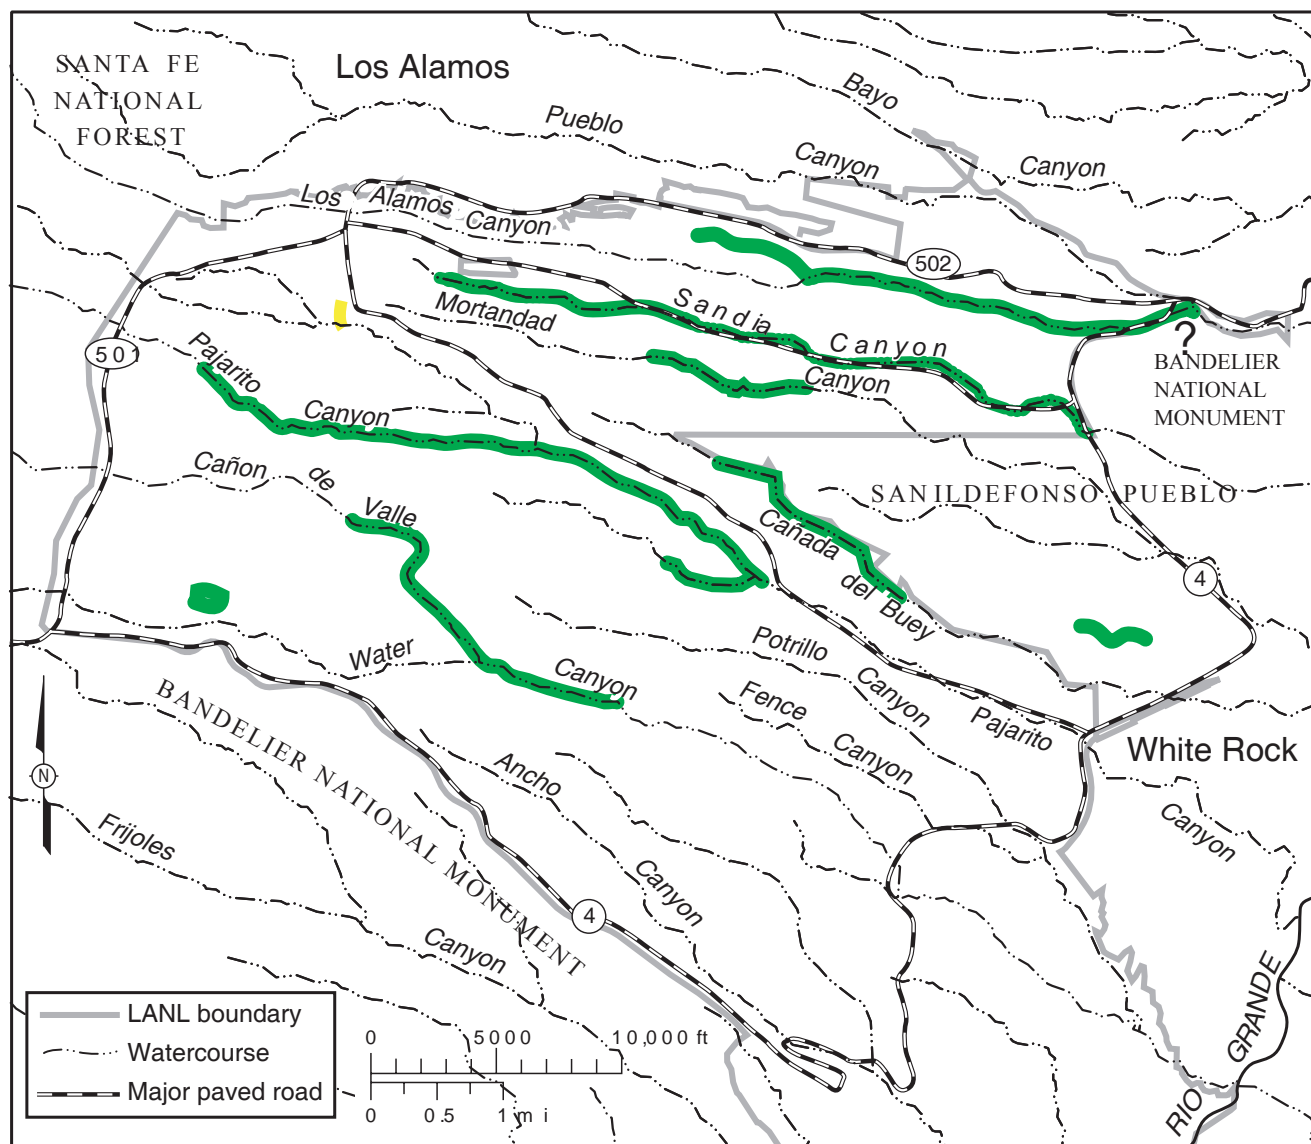 SANTA FE
NATIONAL
FOREST
Los Alamos
Bayo
Pueblo
Canyon
Canyon
Los Alamos Canyon
502
Mortandad
Sandia
Canyon
Canyon
?
BANDELIER
NATIONAL
MONUMENT
501
Pajarito
Canyon
Cañon
de
Valle
SAN ILDEFONSO PUEBLO
Cañada
del Buey
4
Water
Canyon
Potrillo
Canyon
Fence
Canyon
Pajarito
White Rock
Canyon
BANDELIER NATIONAL MONUMENT
N
Ancho
Canyon
Frijoles
Canyon
4
RIO GRANDE
LANL boundary
Watercourse
Major paved road
0 5000 10,000 ft
0 0.5 1 mi